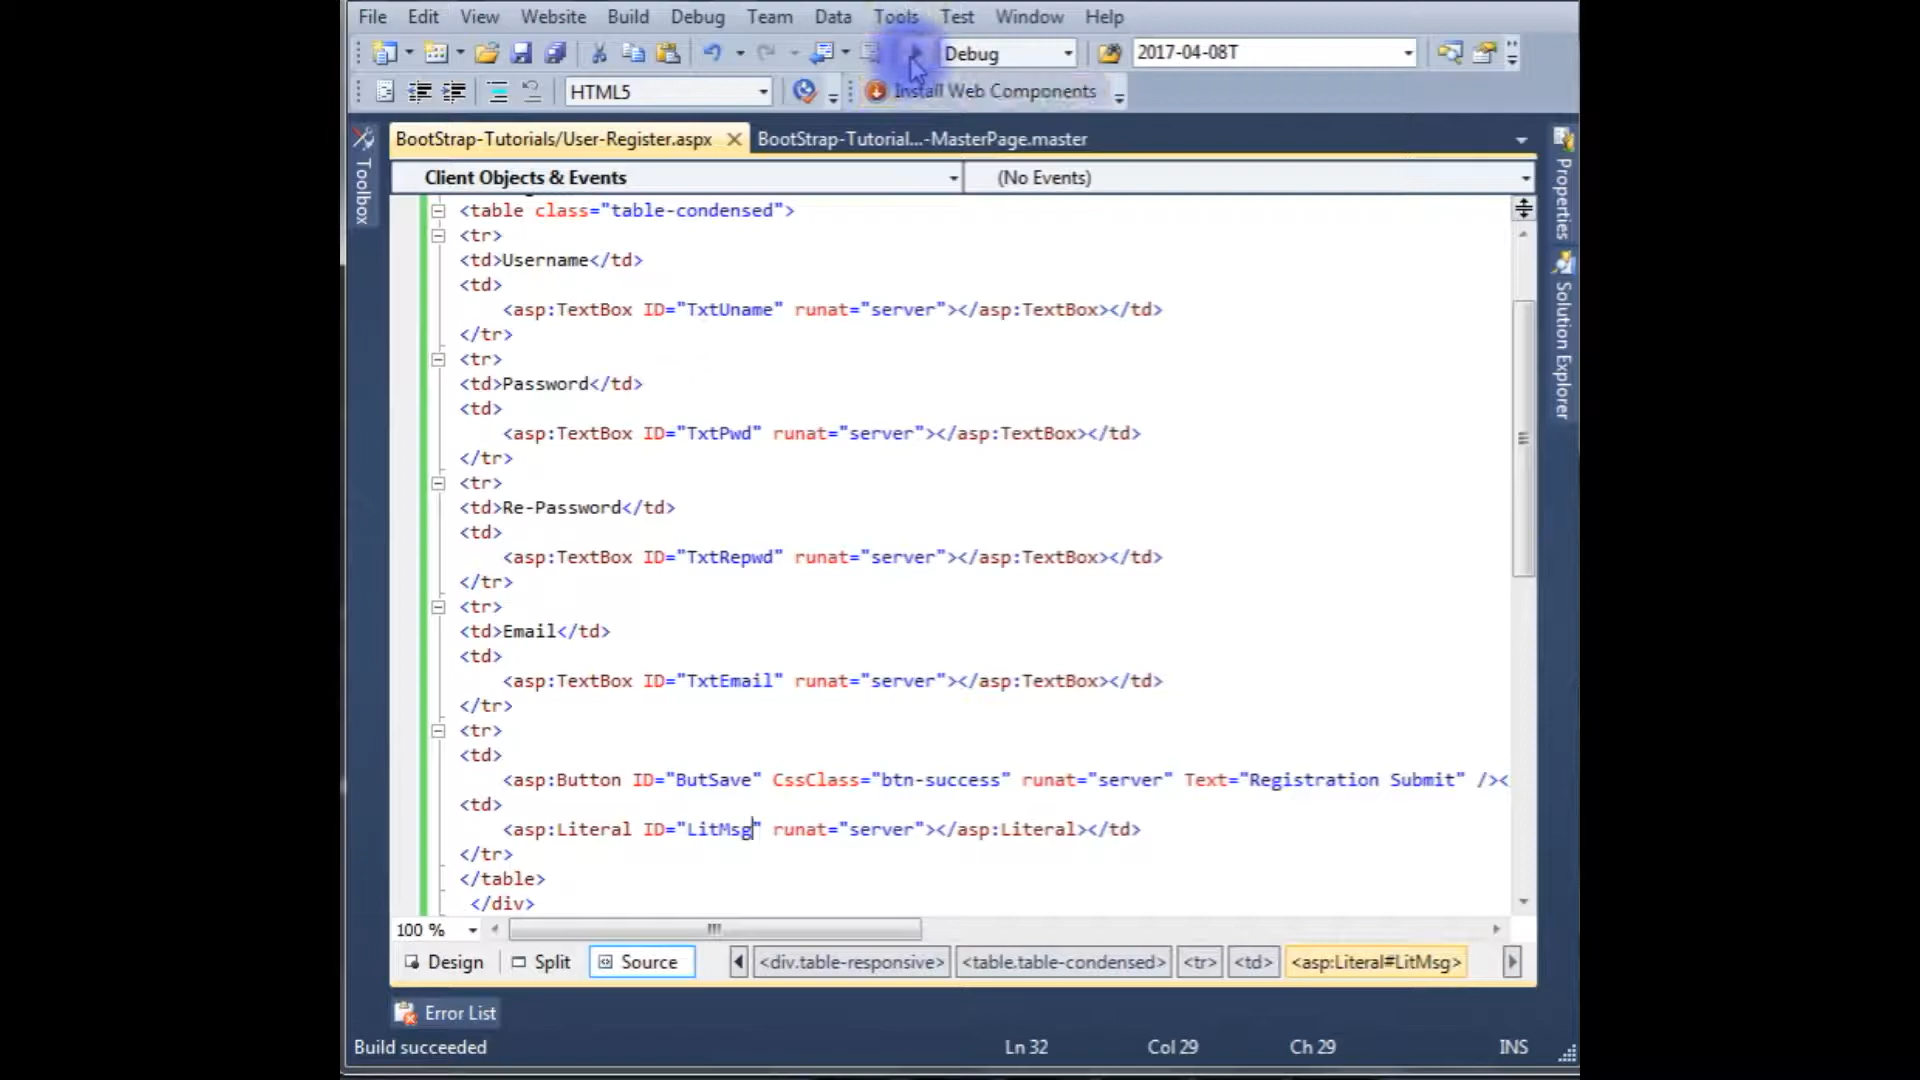 File Edit View Website Build Debug Team Data Tools Test Window Help
Debug 2017-04-08T
HTML5 Install Web Components
BootStrap-Tutorials/User-Register.aspx BootStrap-Tutorial...-MasterPage.master
Client Objects & Events (No Events)
Toolbox
Properties
Solution Explorer
<table class="table-condensed">
<tr>
<td>Username</td>
<td>
<asp:TextBox ID="TxtUname" runat="server"></asp:TextBox></td>
</tr>
<tr>
<td>Password</td>
<td>
<asp:TextBox ID="TxtPwd" runat="server"></asp:TextBox></td>
</tr>
<tr>
<td>Re-Password</td>
<td>
<asp:TextBox ID="TxtRepwd" runat="server"></asp:TextBox></td>
</tr>
<tr>
<td>Email</td>
<td>
<asp:TextBox ID="TxtEmail" runat="server"></asp:TextBox></td>
</tr>
<tr>
<td>
<asp:Button ID="ButSave" CssClass="btn-success" runat="server" Text="Registration Submit" /><
<td>
<asp:Literal ID="LitMsg" runat="server"></asp:Literal></td>
</tr>
</table>
</div>
100 %
Design Split Source <div.table-responsive> <table.table-condensed> <tr> <td> <asp:Literal#LitMsg>
Error List
Build succeeded Ln 32 Col 29 Ch 29 INS